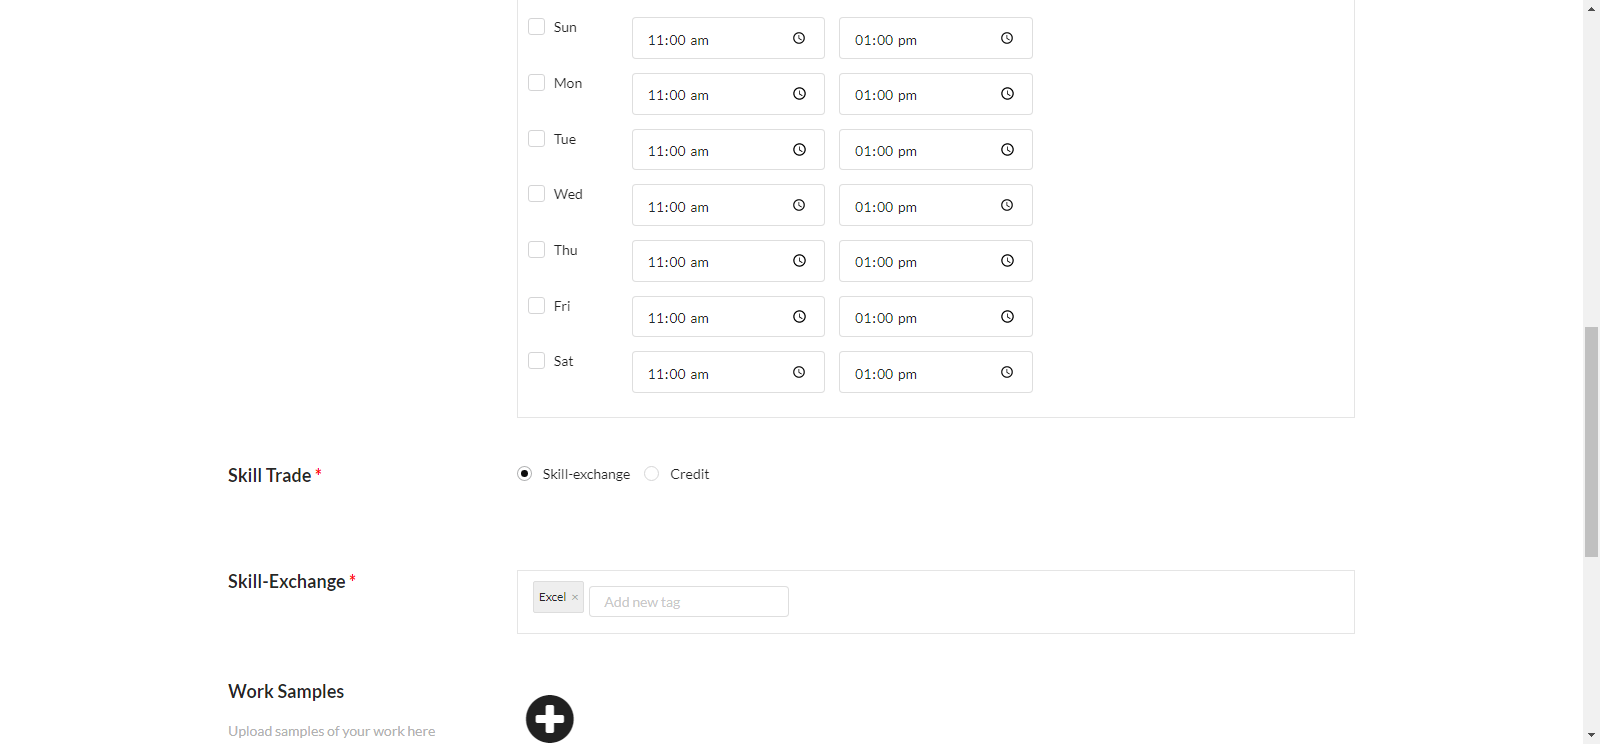 Sun 11:00 am 01:00 pm
Mon 11:00 am 01:00 pm
Tue 11:00 am 01:00 pm
Wed 11:00 am 01:00 pm
Thu 11:00 am 01:00 pm
Fri 11:00 am 01:00 pm
Sat 11:00 am 01:00 pm
Skill Trade * Skill-exchange Credit
Skill-Exchange * Excel × Add new tag
Work Samples
Upload samples of your work here